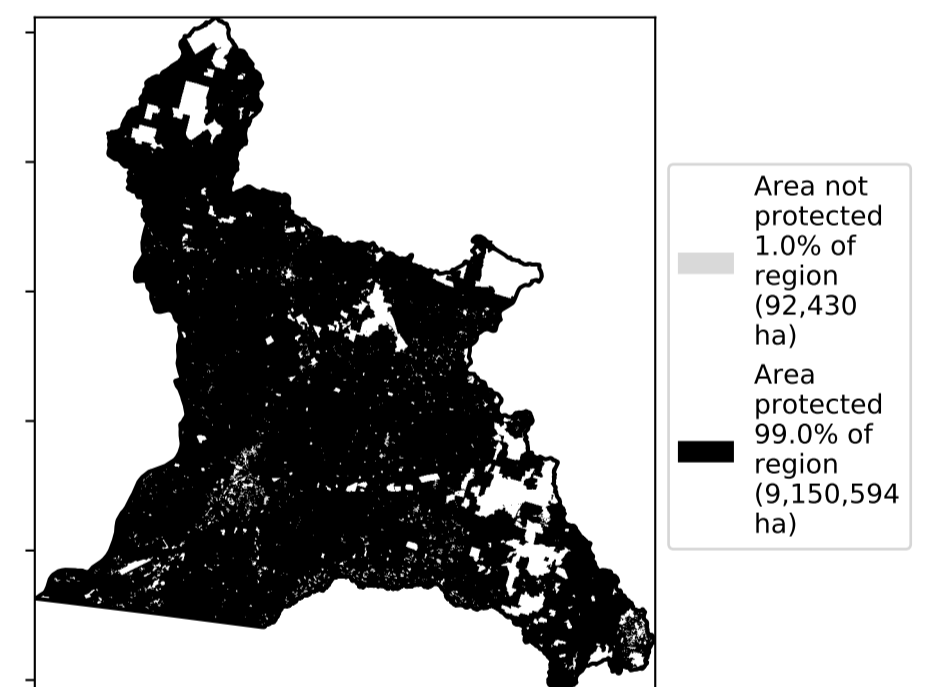 Area not
protected
1.0% of
region
(92,430
ha)
Area
protected
99.0% of
region
(9,150,594
ha)